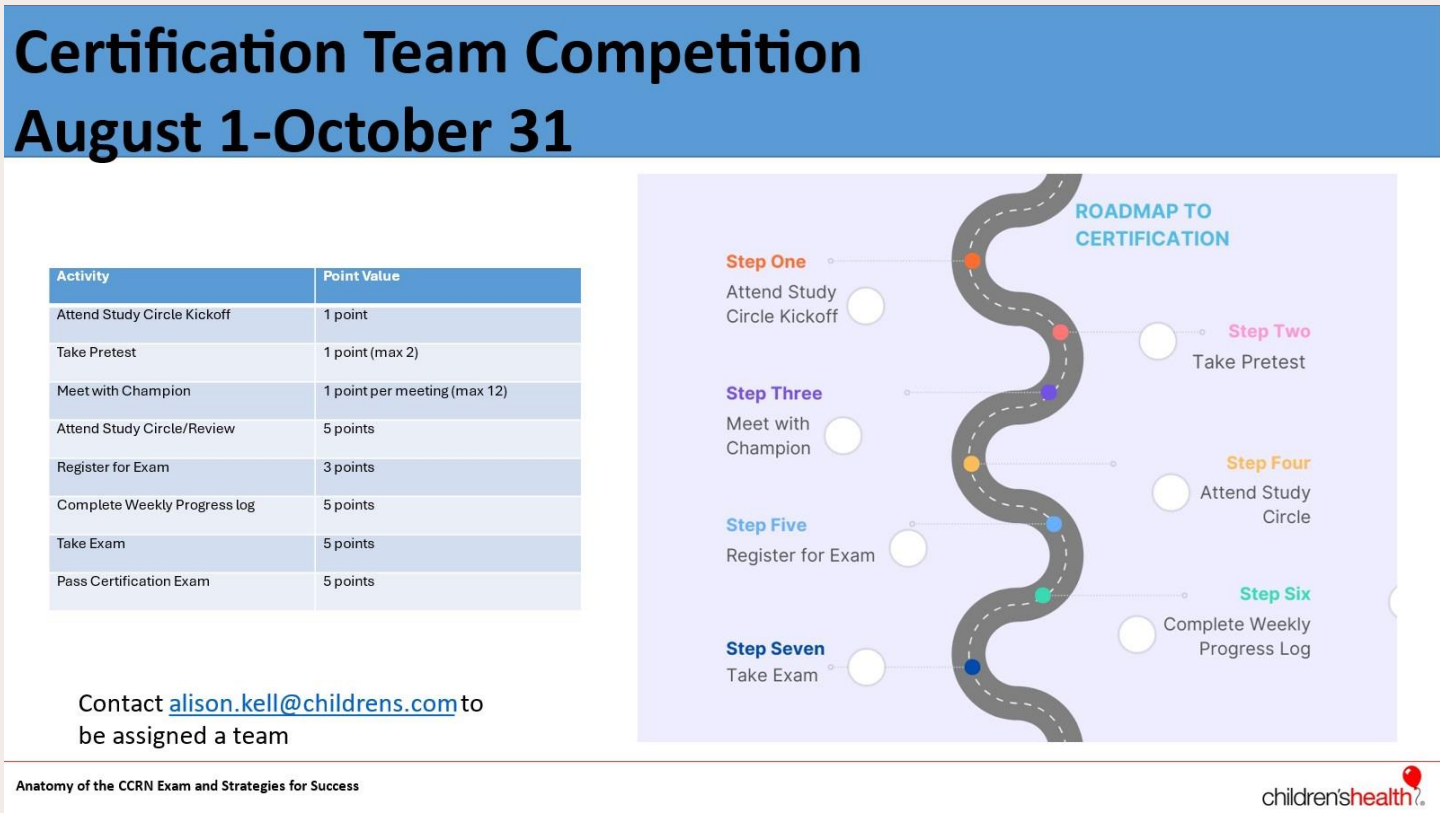 Certification Team Competition
August 1-October 31
Activity Point Value
Attend Study Circle Kickoff 1 point
Take Pretest 1 point (max 2)
Meet with Champion 1 point per meeting (max 12)
Attend Study Circle/Review 5 points
Register for Exam 3 points
Complete Weekly Progress log 5 points
Take Exam 5 points
Pass Certification Exam 5 points
Contact alison.kell@childrens.com to
be assigned a team
ROADMAP TO
CERTIFICATION
Step One
Attend Study
Circle Kickoff
Step Two
Take Pretest
Step Three
Meet with
Champion
Step Four
Attend Study
Circle
Step Five
Register for Exam
Step Six
Complete Weekly
Progress Log
Step Seven
Take Exam
Anatomy of the CCRN Exam and Strategies for Success
children'shealth